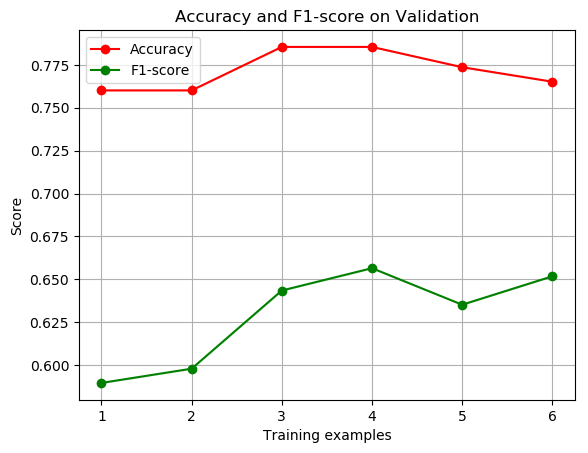 Accuracy and F1-score on Validation
Accuracy
F1-score
0.775
0.750
0.725
0.700
0.675
0.650
0.625
0.600
Score
1 2 3 4 5 6
Training examples